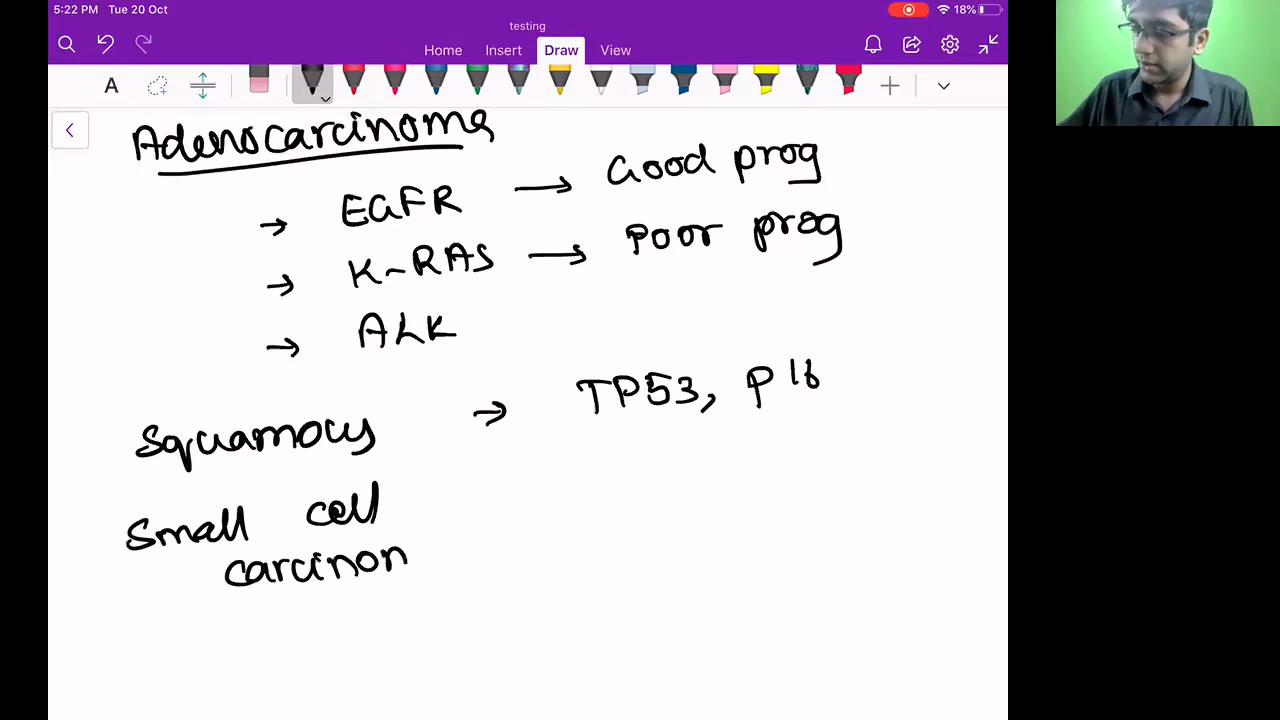 5:22 PM Tue 20 Oct
18%
testing
Home Insert Draw View
A
Adenocarcinoma
→ EGFR → Good prog
→ K-RAS → Poor prog
→ ALK
Squamous → TP53, P16
Small cell
carcinon